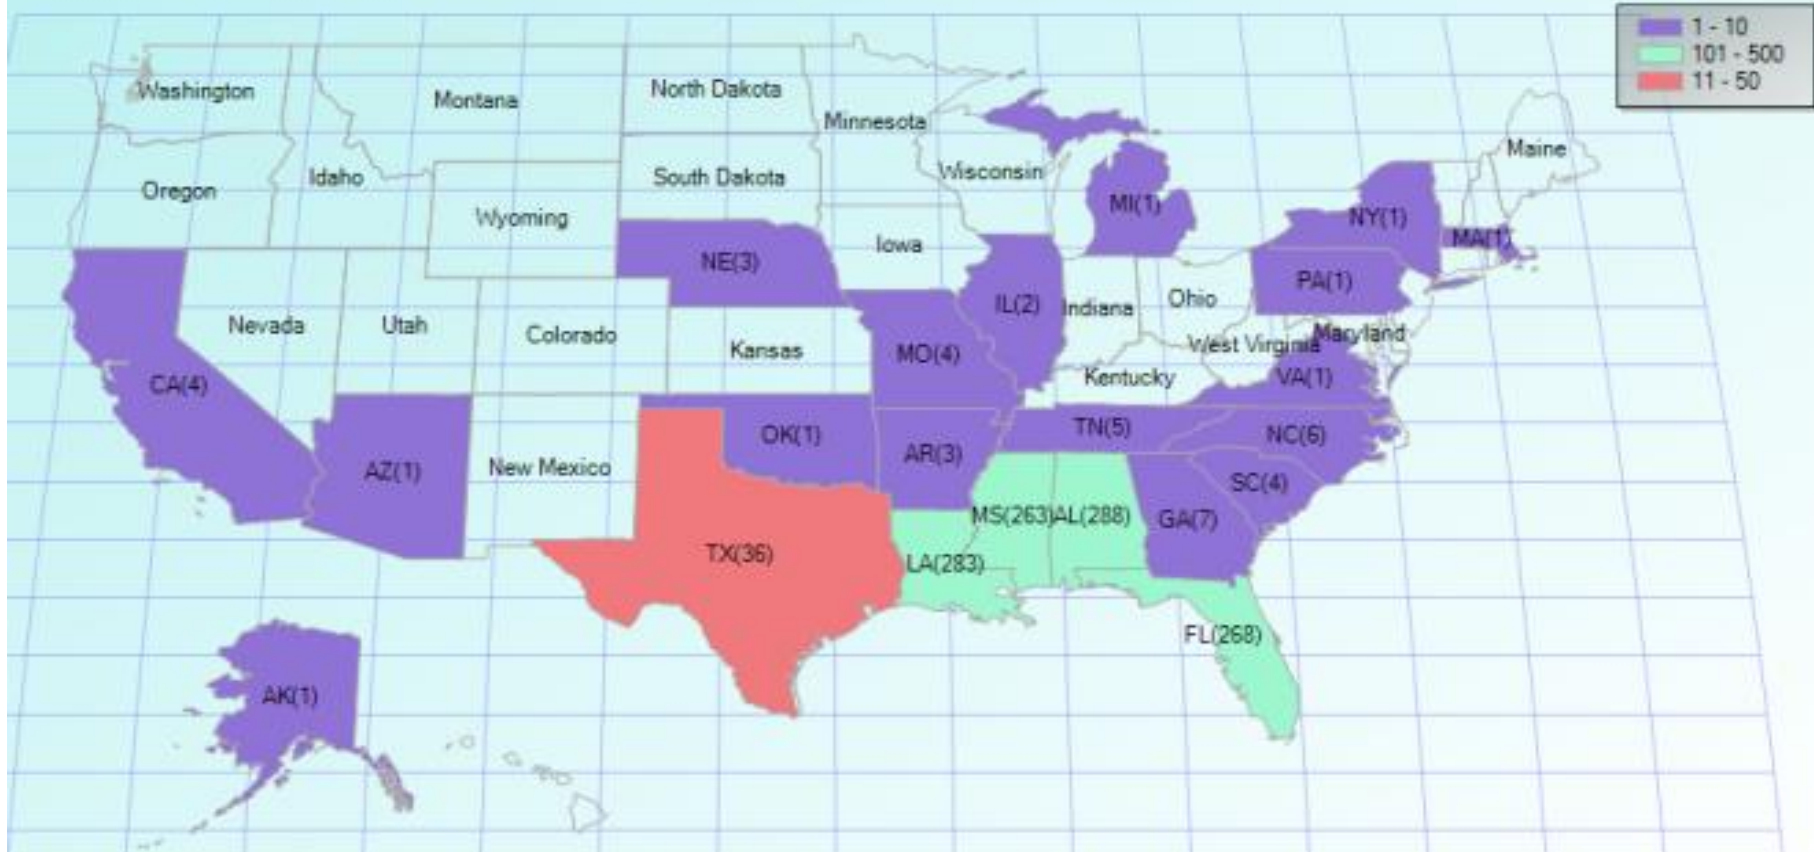 1 - 10
101 - 500
11 - 50
Washington
Montana
North Dakota
Minnesota
Maine
Oregon
Idaho
South Dakota
Wisconsin
Wyoming
MI(1)
NY(1)
Iowa
MA(1)
NE(3)
PA(1)
IL(2)
Indiana
Ohio
Nevada
Utah
Colorado
Kansas
MO(4)
West Virginia
Maryland
CA(4)
Kentucky
VA(1)
OK(1)
TN(5)
NC(6)
AZ(1)
New Mexico
AR(3)
SC(4)
MS(263)
AL(288)
GA(7)
TX(36)
LA(283)
FL(268)
AK(1)